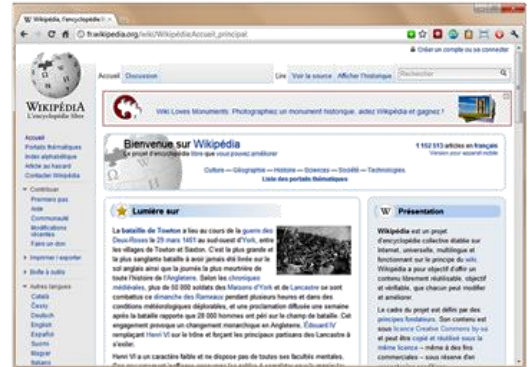 Wikipédia, l'encyclopédie li
fr.wikipedia.org/wiki/Wikipédia:Accueil_principal
Créer un compte ou se connecter
Accueil Discussion Lire Voir la source Afficher l'historique Rechercher
WIKIPÉDIA
L'encyclopédie libre
Wiki Loves Monuments: Photographiez un monument historique, aidez Wikipédia et gagnez !
Accueil
Portails thématiques
Index alphabétique
Article au hasard
Contacter Wikipédia
Contribuer
Premiers pas
Aide
Communauté
Modifications
récentes
Faire un don
Imprimer / exporter
Boîte à outils
Autres langues
Català
Česky
Deutsch
English
Español
Suomi
Magyar
Italiano
Bienvenue sur Wikipédia
Le projet d'encyclopédie libre que vous pouvez améliorer
1 152 513 articles en français
Version pour appareil mobile
Culture — Géographie — Histoire — Sciences — Société — Technologies
Liste des portails thématiques
Lumière sur
La bataille de Towton a lieu au cours de la guerre des
Deux-Roses le 29 mars 1461 au sud-ouest d'York, entre
les villages de Towton et Saxton. C'est la plus grande et
la plus sanglante bataille à avoir jamais été livrée sur le
sol anglais ainsi que la journée la plus meurtrière de
toute l'histoire de l'Angleterre. Selon les chroniques
médiévales, plus de 50 000 soldats des Maisons d'York et de Lancastre se sont
combattus ce dimanche des Rameaux pendant plusieurs heures et dans des
conditions météorologiques déplorables, et une proclamation diffusée une semaine
après la bataille rapporte que 28 000 hommes ont péri sur le champ de bataille. Cet
engagement provoque un changement monarchique en Angleterre, Édouard IV
remplaçant Henri VI sur le trône et forçant les principaux partisans des Lancastre à
s'exiler.
Henri VI a un caractère faible et ne dispose pas de toutes ses facultés mentales.
Présentation
Wikipédia est un projet
d'encyclopédie collective établie sur
Internet, universelle, multilingue et
fonctionnant sur le principe du wiki.
Wikipédia a pour objectif d'offrir un
contenu librement réutilisable, objectif
et vérifiable, que chacun peut modifier
et améliorer.
Le cadre du projet est défini par des
principes fondateurs. Son contenu est
sous licence Creative Commons by-sa
et peut être copié et réutilisé sous la
même licence – même à des fins
commerciales – sous réserve d'en